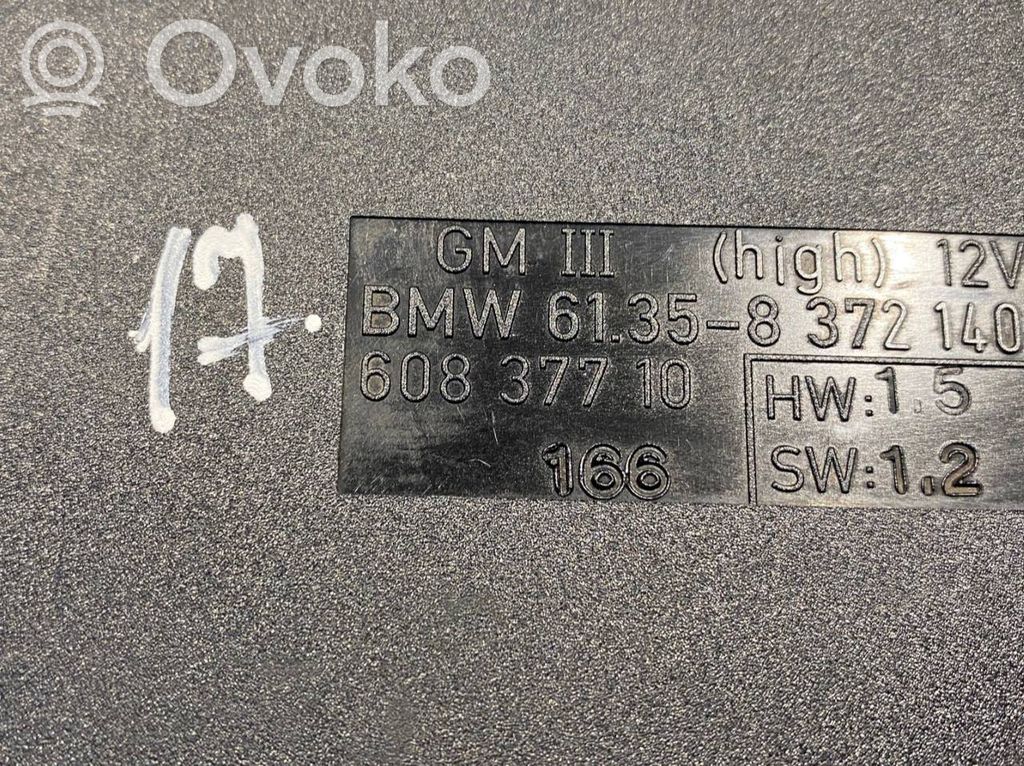 Ovoko
GM III (high) 12V
BMW 61.35-8 372 140
608 377 10
HW:1.5
166
SW:1.2
17.